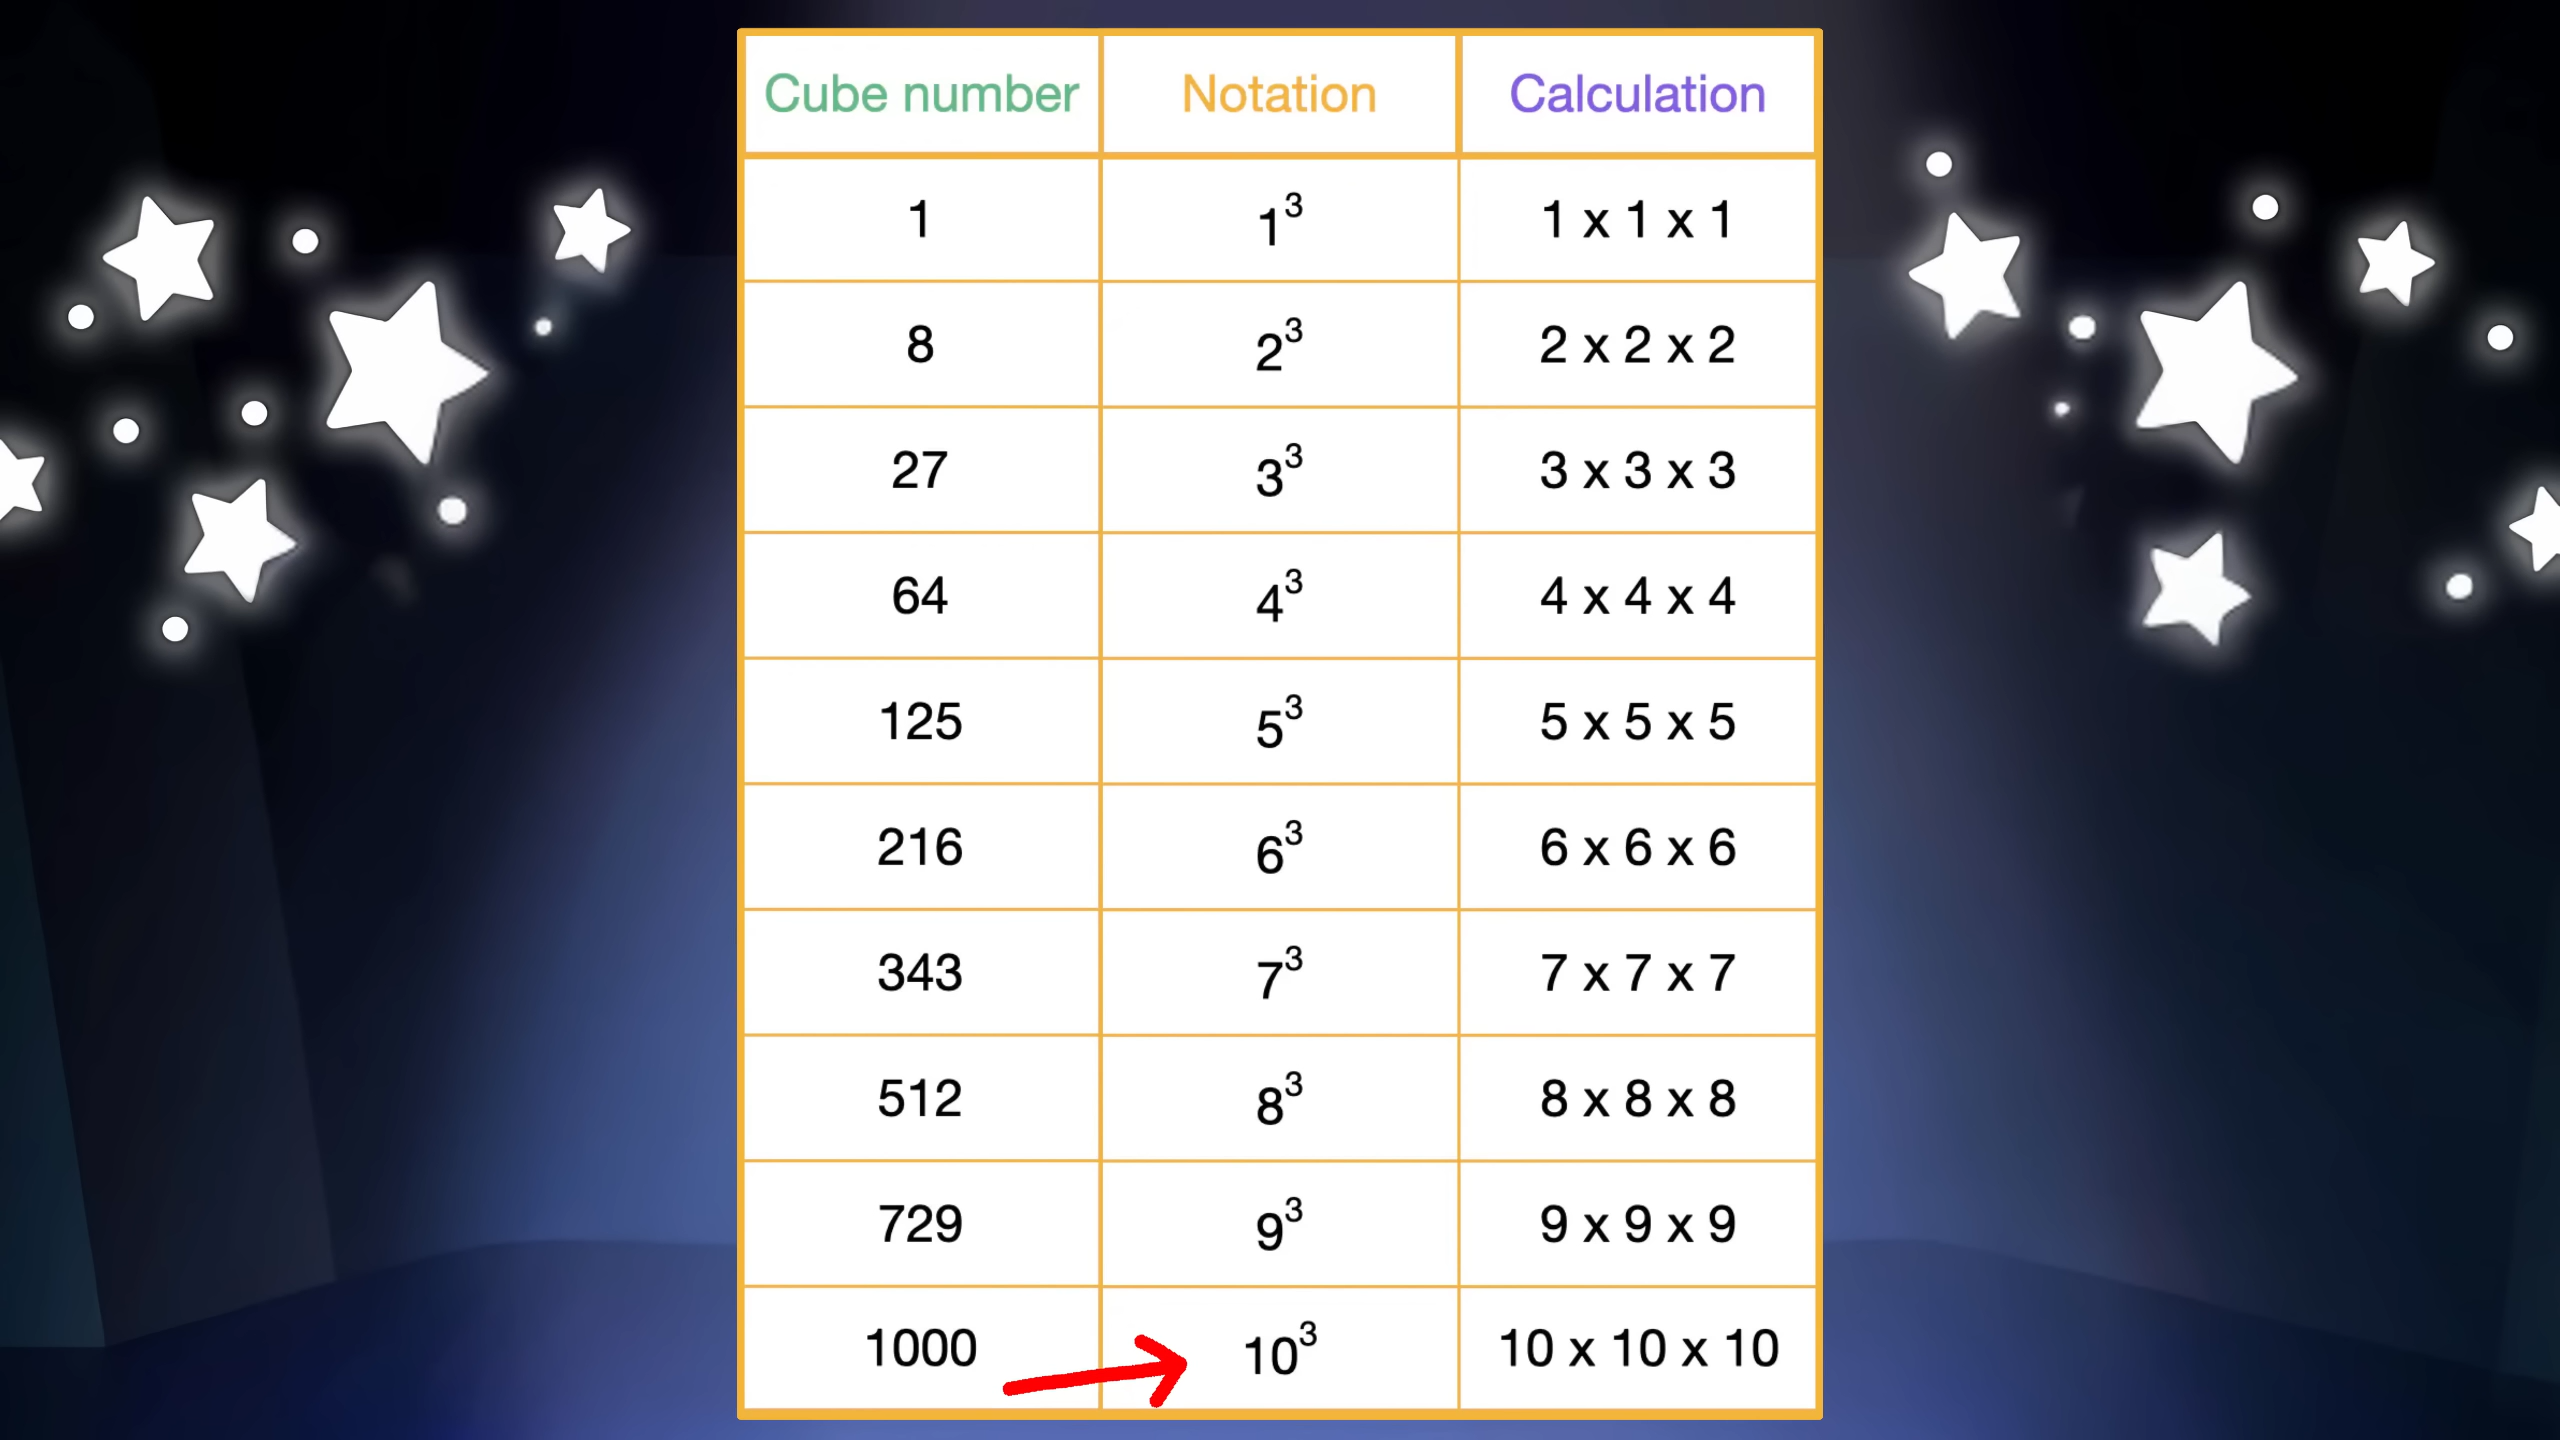 Cube number Notation Calculation
1 1³ 1 x 1 x 1
8 2³ 2 x 2 x 2
27 3³ 3 x 3 x 3
64 4³ 4 x 4 x 4
125 5³ 5 x 5 x 5
216 6³ 6 x 6 x 6
343 7³ 7 x 7 x 7
512 8³ 8 x 8 x 8
729 9³ 9 x 9 x 9
1000 10³ 10 x 10 x 10